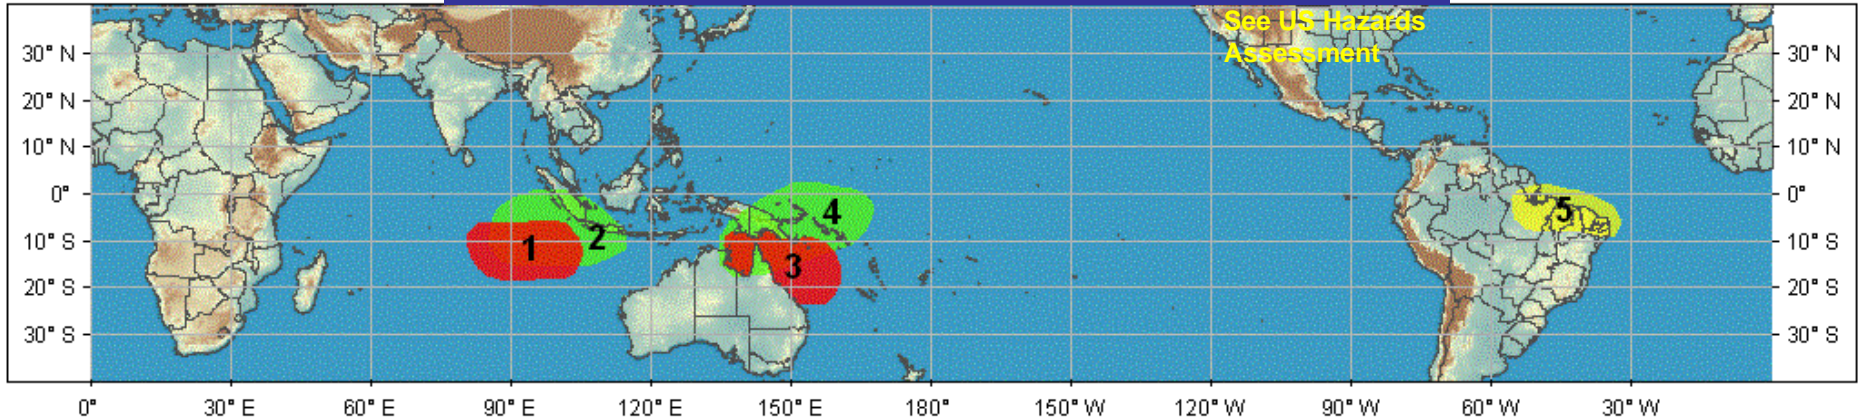 See US Hazards
Assessment
30° N
30° N
20° N
20° N
10° N
10° N
0°
0°
10° S
10° S
20° S
20° S
30° S
30° S
1
2
3
4
5
0°
30° E
60° E
90° E
120° E
150° E
180°
150° W
120° W
90° W
60° W
30° W